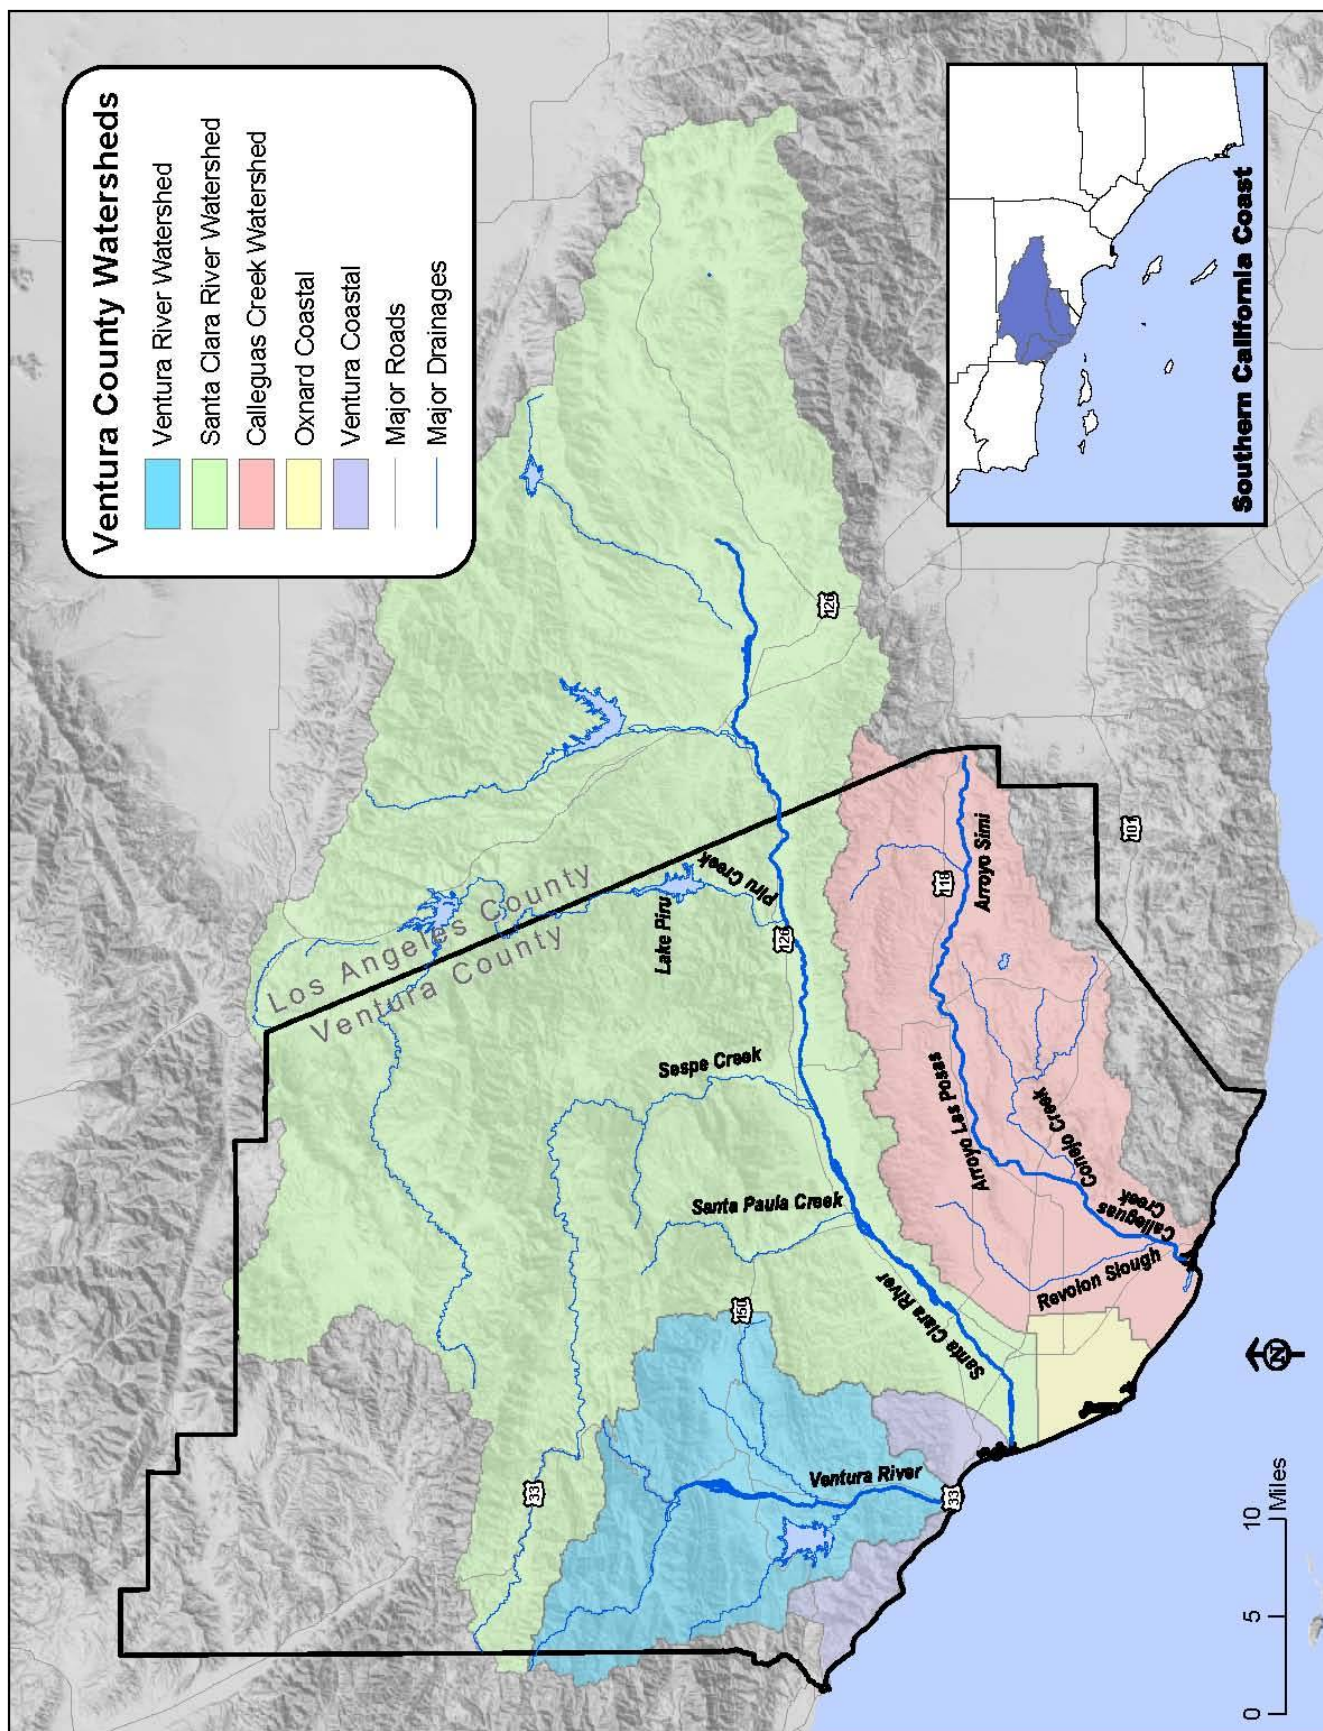 Ventura County Watersheds
Ventura River Watershed
Santa Clara River Watershed
Calleguas Creek Watershed
Oxnard Coastal
Ventura Coastal
Major Roads
Major Drainages
Los Angeles County
Ventura County
Lake Piru
Piru Creek
126
126
Sespe Creek
Santa Paula Creek
150
33
Santa Clara River
Ventura River
33
118
Arroyo Simi
Arroyo Las Posas
Conejo Creek
Calleguas
Creek
Revolon Slough
101
N
0 5 10
Miles
Southern California Coast